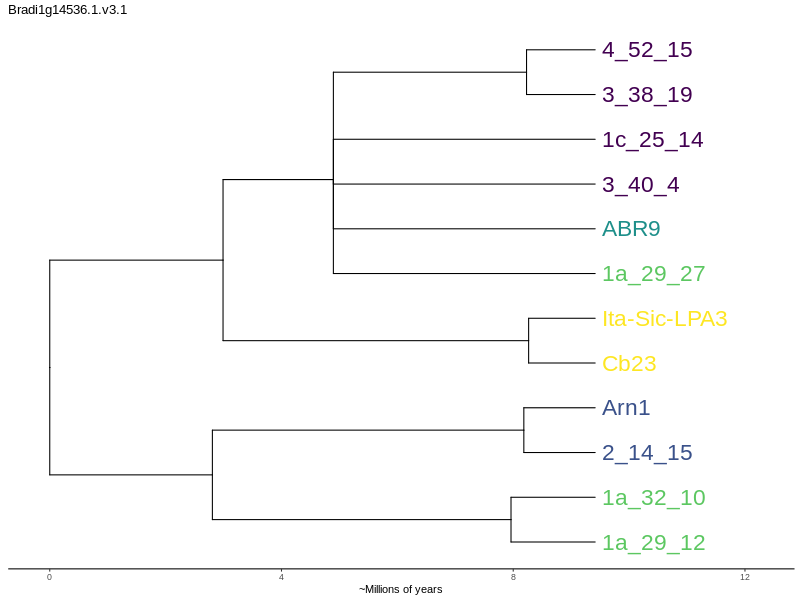 Bradi1g14536.1.v3.1
4_52_15
3_38_19
1c_25_14
3_40_4
ABR9
1a_29_27
Ita-Sic-LPA3
Cb23
Arn1
2_14_15
1a_32_10
1a_29_12
0 4 8 12
~Millions of years